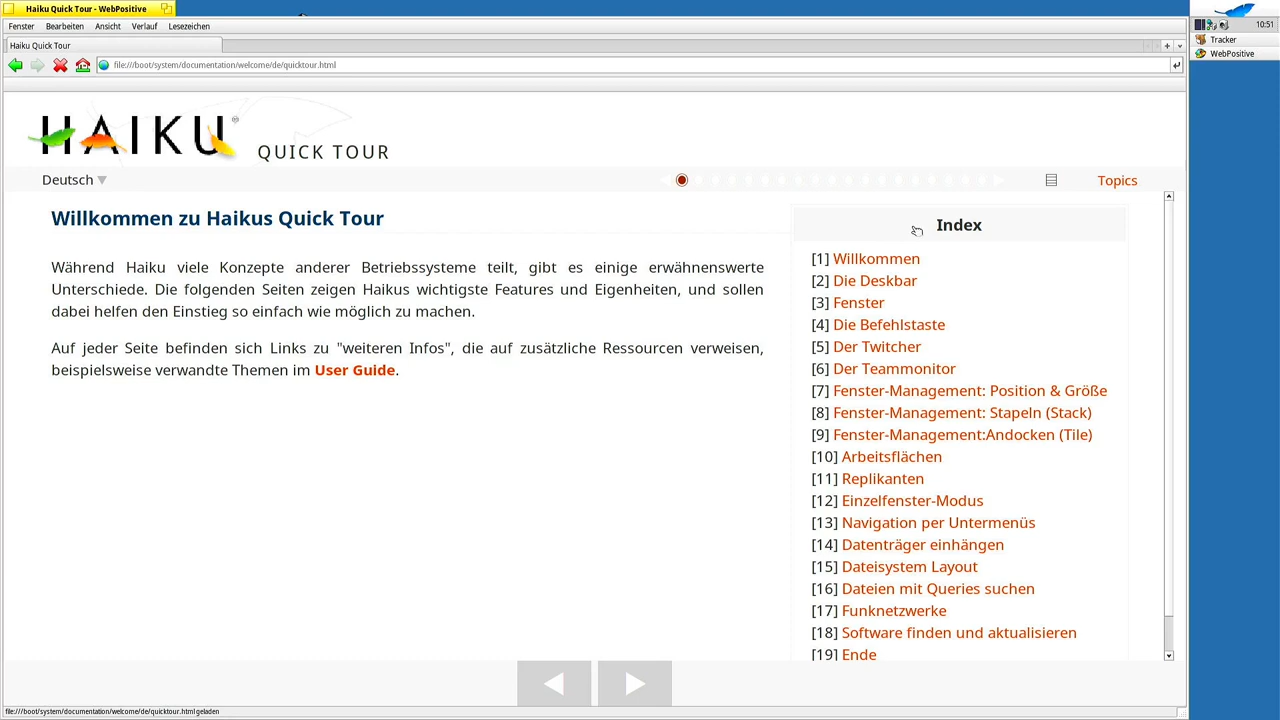 Haiku Quick Tour - WebPositive
Fenster Bearbeiten Ansicht Verlauf Lesezeichen
10:51
Tracker
WebPositive
Haiku Quick Tour
file:///boot/system/documentation/welcome/de/quicktour.html
HAIKU® QUICK TOUR
Deutsch
Topics
Willkommen zu Haikus Quick Tour
Während Haiku viele Konzepte anderer Betriebssysteme teilt, gibt es einige erwähnenswerte
Unterschiede. Die folgenden Seiten zeigen Haikus wichtigste Features und Eigenheiten, und sollen
dabei helfen den Einstieg so einfach wie möglich zu machen.
Auf jeder Seite befinden sich Links zu "weiteren Infos", die auf zusätzliche Ressourcen verweisen,
beispielsweise verwandte Themen im User Guide.
Index
[1] Willkommen
[2] Die Deskbar
[3] Fenster
[4] Die Befehlstaste
[5] Der Twitcher
[6] Der Teammonitor
[7] Fenster-Management: Position & Größe
[8] Fenster-Management: Stapeln (Stack)
[9] Fenster-Management:Andocken (Tile)
[10] Arbeitsflächen
[11] Replikanten
[12] Einzelfenster-Modus
[13] Navigation per Untermenüs
[14] Datenträger einhängen
[15] Dateisystem Layout
[16] Dateien mit Queries suchen
[17] Funknetzwerke
[18] Software finden und aktualisieren
[19] Ende
file:///boot/system/documentation/welcome/de/quicktour.html geladen